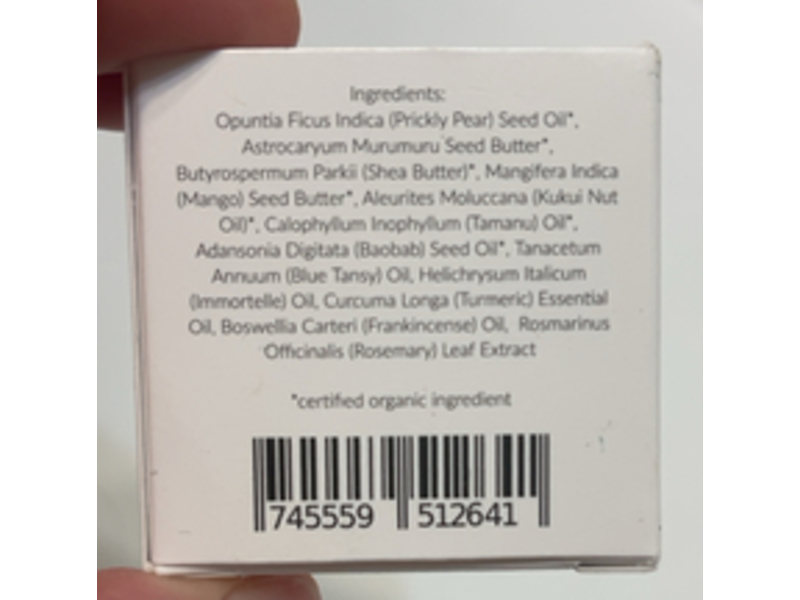 Ingredients:
Opuntia Ficus Indica (Prickly Pear) Seed Oil*,
Astrocaryum Murumuru Seed Butter*,
Butyrospermum Parkii (Shea Butter)*, Mangifera Indica
(Mango) Seed Butter*, Aleurites Moluccana (Kukui Nut
Oil)*, Calophyllum Inophyllum (Tamanu) Oil*,
Adansonia Digitata (Baobab) Seed Oil*, Tanacetum
Annuum (Blue Tansy) Oil, Helichrysum Italicum
(Immortelle) Oil, Curcuma Longa (Turmeric) Essential
Oil, Boswellia Carteri (Frankincense) Oil, Rosmarinus
Officinalis (Rosemary) Leaf Extract
*certified organic ingredient
745559 512641